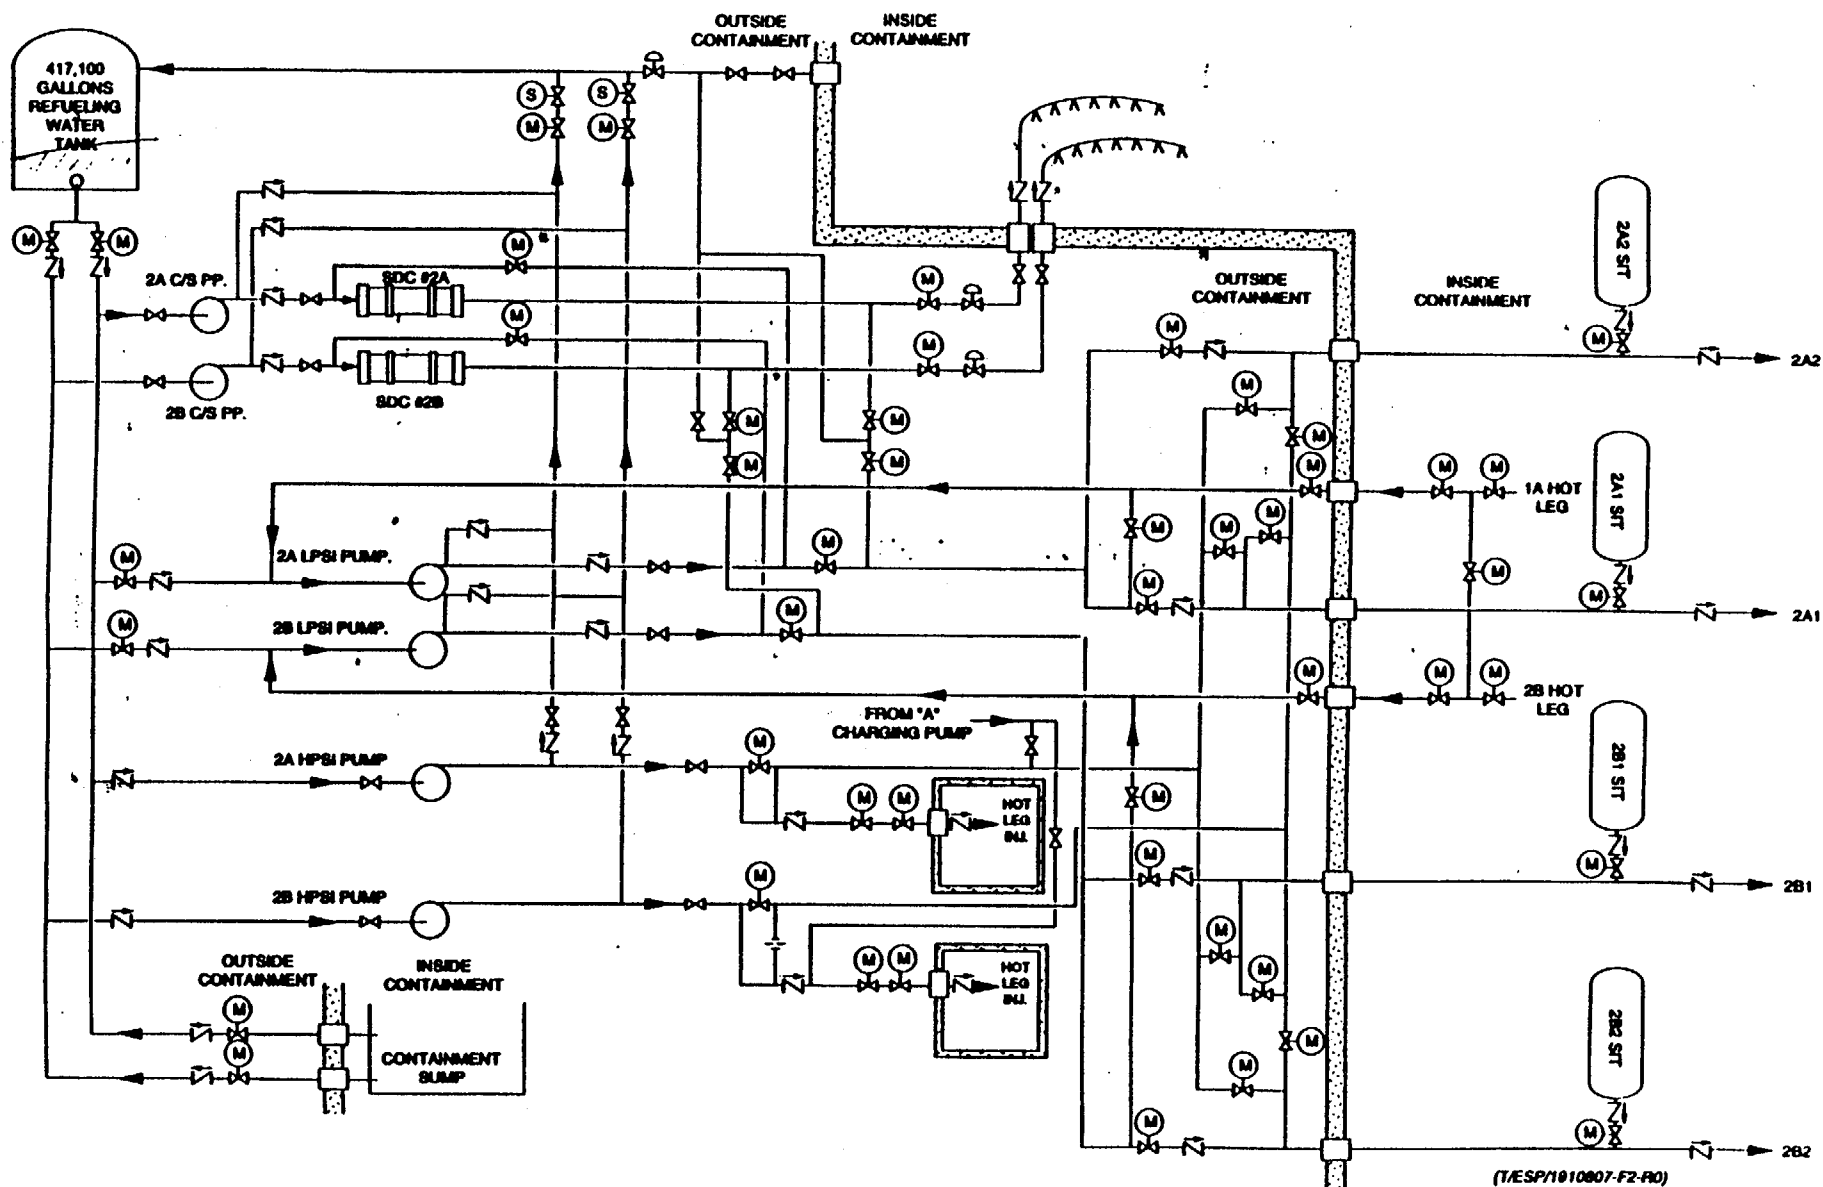 OUTSIDE
CONTAINMENT
INSIDE
CONTAINMENT
417,100
GALLONS
REFUELING
WATER
TANK
S
S
M
M
M
M
2A C/S PP.
M
SDC #2A
M
2B C/S PP.
SDC #2B
M
M
OUTSIDE
CONTAINMENT
INSIDE
CONTAINMENT
2A2 SIT
M
M
2A2
M
M
M
M
M
M
M
M
M
1A HOT
LEG
2A1 SIT
M
M
M
M
2A LPSI PUMP.
M
M
M
M
M
2A1
2B LPSI PUMP.
M
M
M
M
M
2B HOT
LEG
FROM "A"
CHARGING PUMP
2A HPSI PUMP
M
M
M
HOT
LEG
INJ.
M
2B1 SIT
M
M
2B1
2B HPSI PUMP
M
M
M
HOT
LEG
INJ.
M
M
OUTSIDE
CONTAINMENT
INSIDE
CONTAINMENT
M
M
CONTAINMENT
SUMP
M
M
2B2 SIT
M
M
2B2
(T/ESP/1910807-F2-R0)